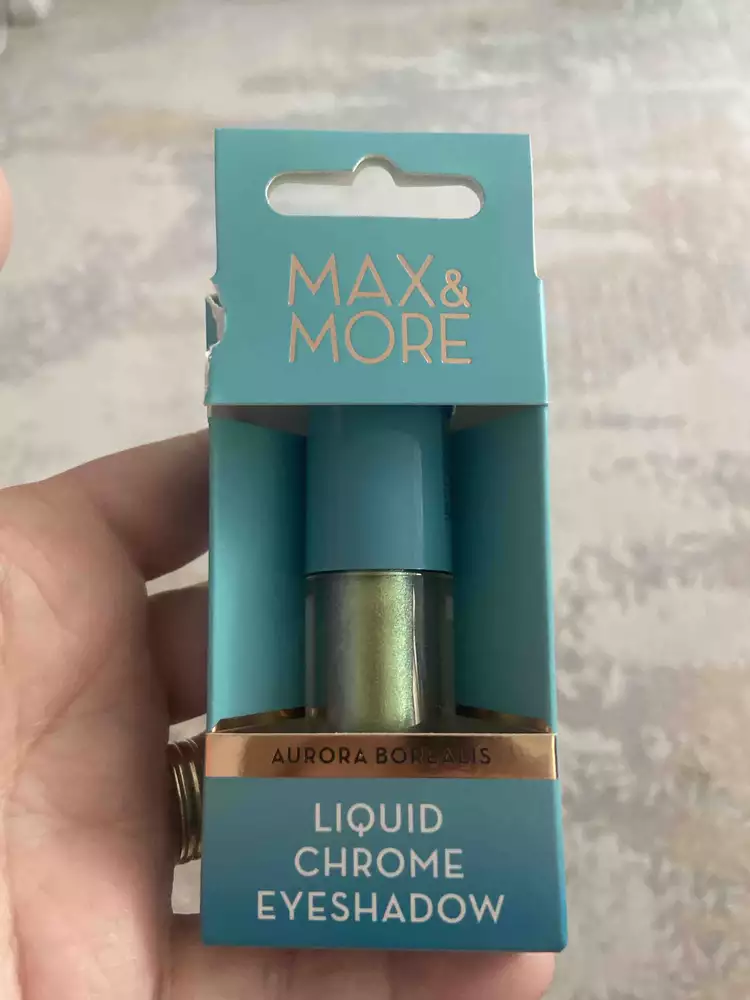 MAX&
MORE
AURORA BOREALIS
LIQUID
CHROME
EYESHADOW